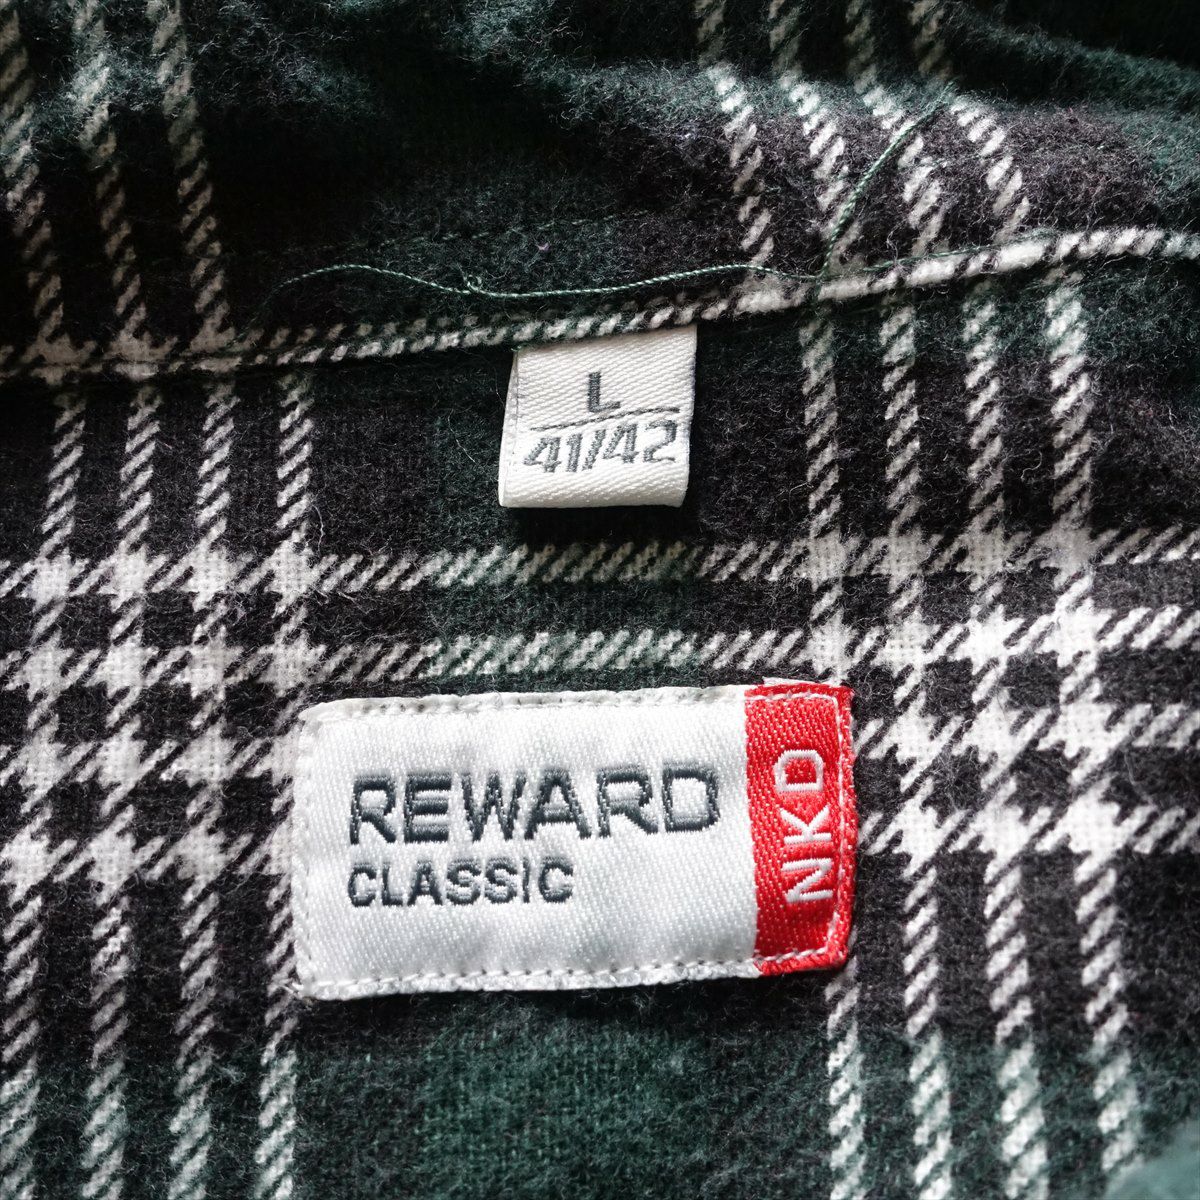 L
41/42
REWARD
CLASSIC
NKD